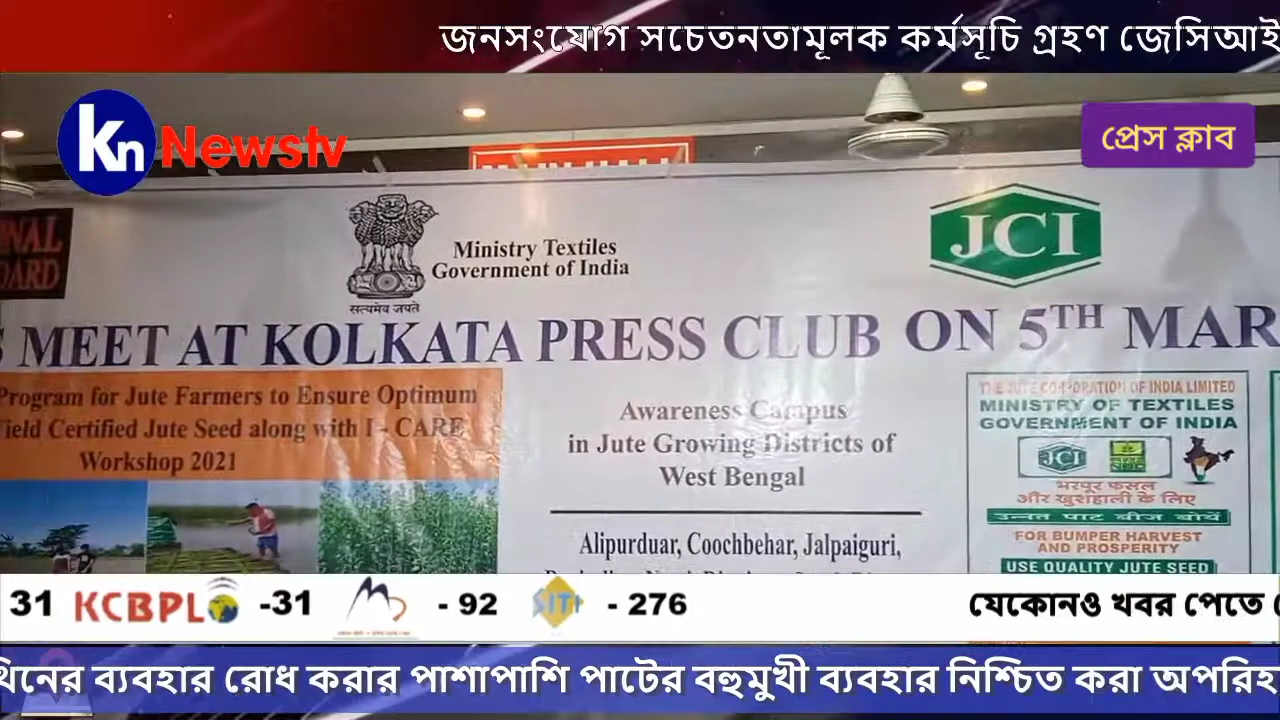 জনসংযোগ সচেতনতামূলক কর্মসূচি গ্রহণ জেসিআই
kn Newstv
প্রেস ক্লাব
NAL
ARD
सत्यमेव जयते
Ministry Textiles
Government of India
JCI
MEET AT KOLKATA PRESS CLUB ON 5TH MAR
Program for Jute Farmers to Ensure Optimum
ield Certified Jute Seed along with I - CARE
Workshop 2021
Awareness Campus
in Jute Growing Districts of
West Bengal
Alipurduar, Coochbehar, Jalpaiguri,
THE JUTE CORPORATION OF INDIA LIMITED
MINISTRY OF TEXTILES
GOVERNMENT OF INDIA
JCI
भरपूर फसल
और खुशहाली के लिए
उन्नत पाट बीज बोयें
FOR BUMPER HARVEST
AND PROSPERITY
USE QUALITY JUTE SEED
31 KCBPL -31 - 92 SITI - 276 যেকোনও খবর পেতে
থিনের ব্যবহার রোধ করার পাশাপাশি পাটের বহুমুখী ব্যবহার নিশ্চিত করা অপরিহ